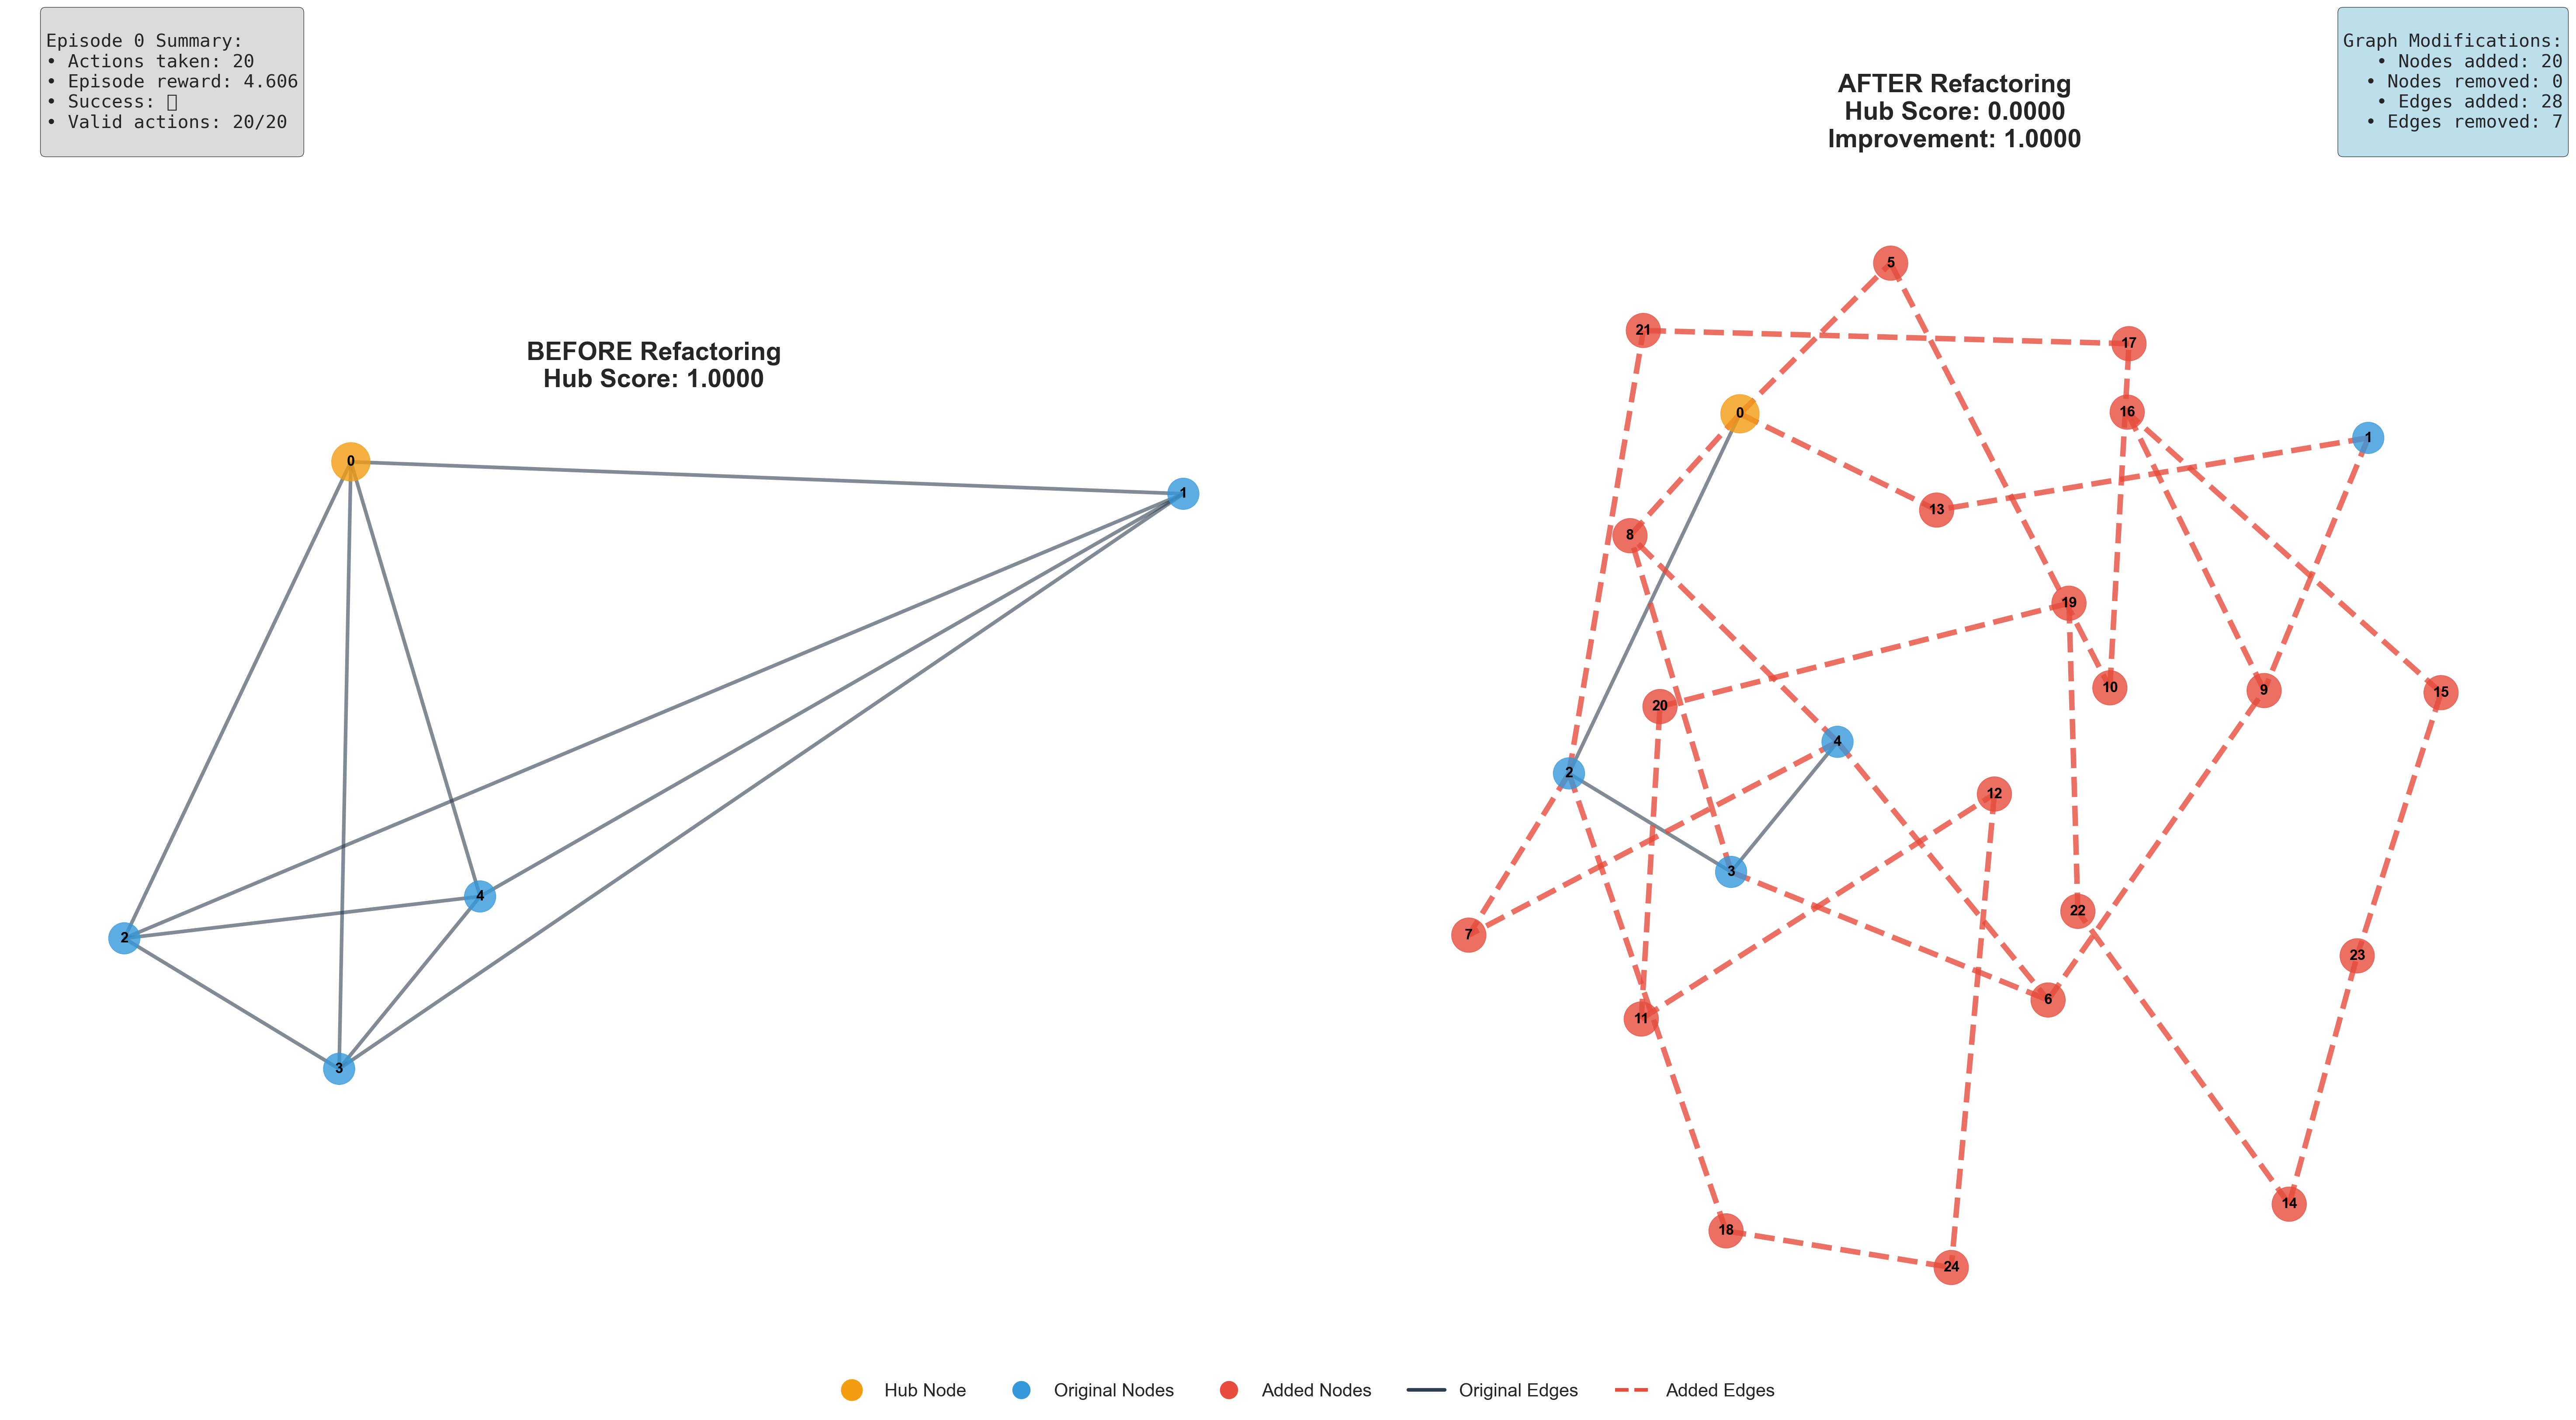 Episode 0 Summary:
• Actions taken: 20
• Episode reward: 4.606
• Success: 
• Valid actions: 20/20
Graph Modifications:
• Nodes added: 20
• Nodes removed: 0
• Edges added: 28
• Edges removed: 7
BEFORE Refactoring
Hub Score: 1.0000
0
1
4
2
3
AFTER Refactoring
Hub Score: 0.0000
Improvement: 1.0000
5
21
17
0
16
1
13
8
19
10
9
15
20
4
2
12
3
22
7
23
6
11
14
18
24
Hub Node
Original Nodes
Added Nodes
Original Edges
Added Edges